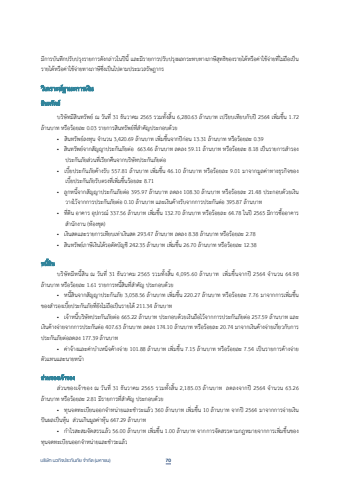 มีการบันทึกปรับปรุงรายการดังกล่าวในปีนี้ และมีรายการปรับปรุงผลกระทบทางภาษีสุทธิของรายได้หรือค่าใช้จ่ายที่ไม่ถือเป็น
รายได้หรือค่าใช้จ่ายทางภาษีซึ่งเป็นไปตามประมวลรัษฎากร
วิเคราะห์ฐานะการเงิน
สินทรัพย์
บริษัทมีสินทรัพย์ ณ วันที่ 31 ธันวาคม 2565 รวมทั้งสิ้น 6,280.63 ล้านบาท เปรียบเทียบกับปี 2564 เพิ่มขึ้น 1.72
ล้านบาท หรือร้อยละ 0.03 รายการสินทรัพย์ที่สำคัญประกอบด้วย
• สินทรัพย์ลงทุน จำนวน 3,420.69 ล้านบาท เพิ่มขึ้นจากปีก่อน 13.31 ล้านบาท หรือร้อยละ 0.39
• สินทรัพย์จากสัญญาประกันภัยต่อ 663.46 ล้านบาท ลดลง 59.11 ล้านบาท หรือร้อยละ 8.18 เป็นรายการสำรอง
ประกันภัยส่วนที่เรียกคืนจากบริษัทประกันภัยต่อ
• เบี้ยประกันภัยค้างรับ 557.81 ล้านบาท เพิ่มขึ้น 46.10 ล้านบาท หรือร้อยละ 9.01 มาจากมูลค่าทางธุรกิจของ
เบี้ยประกันภัยรับตรงที่เพิ่มขึ้นร้อยละ 8.71
• ลูกหนี้จากสัญญาประกันภัยต่อ 395.97 ล้านบาท ลดลง 108.30 ล้านบาท หรือร้อยละ 21.48 ประกอบด้วยเงิน
วางไว้จากการประกันภัยต่อ 0.10 ล้านบาท และเงินค้างรับจากการประกันภัยต่อ 395.87 ล้านบาท
• ที่ดิน อาคาร อุปกรณ์ 337.56 ล้านบาท เพิ่มขึ้น 132.70 ล้านบาท หรือร้อยละ 64.78 ในปี 2565 มีการซื้ออาคาร
สำนักงาน (ห้องชุด)
• เงินสดและรายการเทียบเท่าเงินสด 293.47 ล้านบาท ลดลง 8.38 ล้านบาท หรือร้อยละ 2.78
• สินทรัพย์ภาษีเงินได้รอตัดบัญชี 242.35 ล้านบาท เพิ่มขึ้น 26.70 ล้านบาท หรือร้อยละ 12.38
หนี้สิน
บริษัทมีหนี้สิน ณ วันที่ 31 ธันวาคม 2565 รวมทั้งสิ้น 4,095.60 ล้านบาท เพิ่มขึ้นจากปี 2564 จำนวน 64.98
ล้านบาท หรือร้อยละ 1.61 รายการหนี้สินที่สำคัญ ประกอบด้วย
• หนี้สินจากสัญญาประกันภัย 3,058.56 ล้านบาท เพิ่มขึ้น 220.27 ล้านบาท หรือร้อยละ 7.76 มาจากการเพิ่มขึ้น
ของสำรองเบี้ยประกันภัยที่ยังไม่ถือเป็นรายได้ 211.34 ล้านบาท
• เจ้าหนี้บริษัทประกันภัยต่อ 665.22 ล้านบาท ประกอบด้วยเงินถือไว้จากการประกันภัยต่อ 257.59 ล้านบาท และ
เงินค้างจ่ายจากการประกันภัยต่อ 407.63 ล้านบาท ลดลง 174.10 ล้านบาท หรือร้อยละ 20.74 มาจากเงินค้างจ่ายเกี่ยวกับการ
ประกันภัยต่อลดลง 177.39 ล้านบาท
• ค่าจ้างและค่าบำเหน็จค้างจ่าย 101.88 ล้านบาท เพิ่มขึ้น 7.15 ล้านบาท หรือร้อยละ 7.54 เป็นรายการค้างจ่าย
ตัวแทนและนายหน้า
ส่วนของเจ้าของ
ส่วนของเจ้าของ ณ วันที่ 31 ธันวาคม 2565 รวมทั้งสิ้น 2,185.03 ล้านบาท ลดลงจากปี 2564 จำนวน 63.26
ล้านบาท หรือร้อยละ 2.81 มีรายการที่สำคัญ ประกอบด้วย
• ทุนจดทะเบียนออกจำหน่ายและชำระแล้ว 360 ล้านบาท เพิ่มขึ้น 10 ล้านบาท จากปี 2564 มาจากการจ่ายเงิน
ปันผลเป็นหุ้น ส่วนเกินมูลค่าหุ้น 647.29 ล้านบาท
• กำไรสะสมจัดสรรแล้ว 36.00 ล้านบาท เพิ่มขึ้น 1.00 ล้านบาท จากการจัดสรรตามกฎหมายจากการเพิ่มขึ้นของ
ทุนจดทะเบียนออกจำหน่ายและชำระแล้ว
บริษัท นวกิจประกันภัย จำกัด (มหาชน)